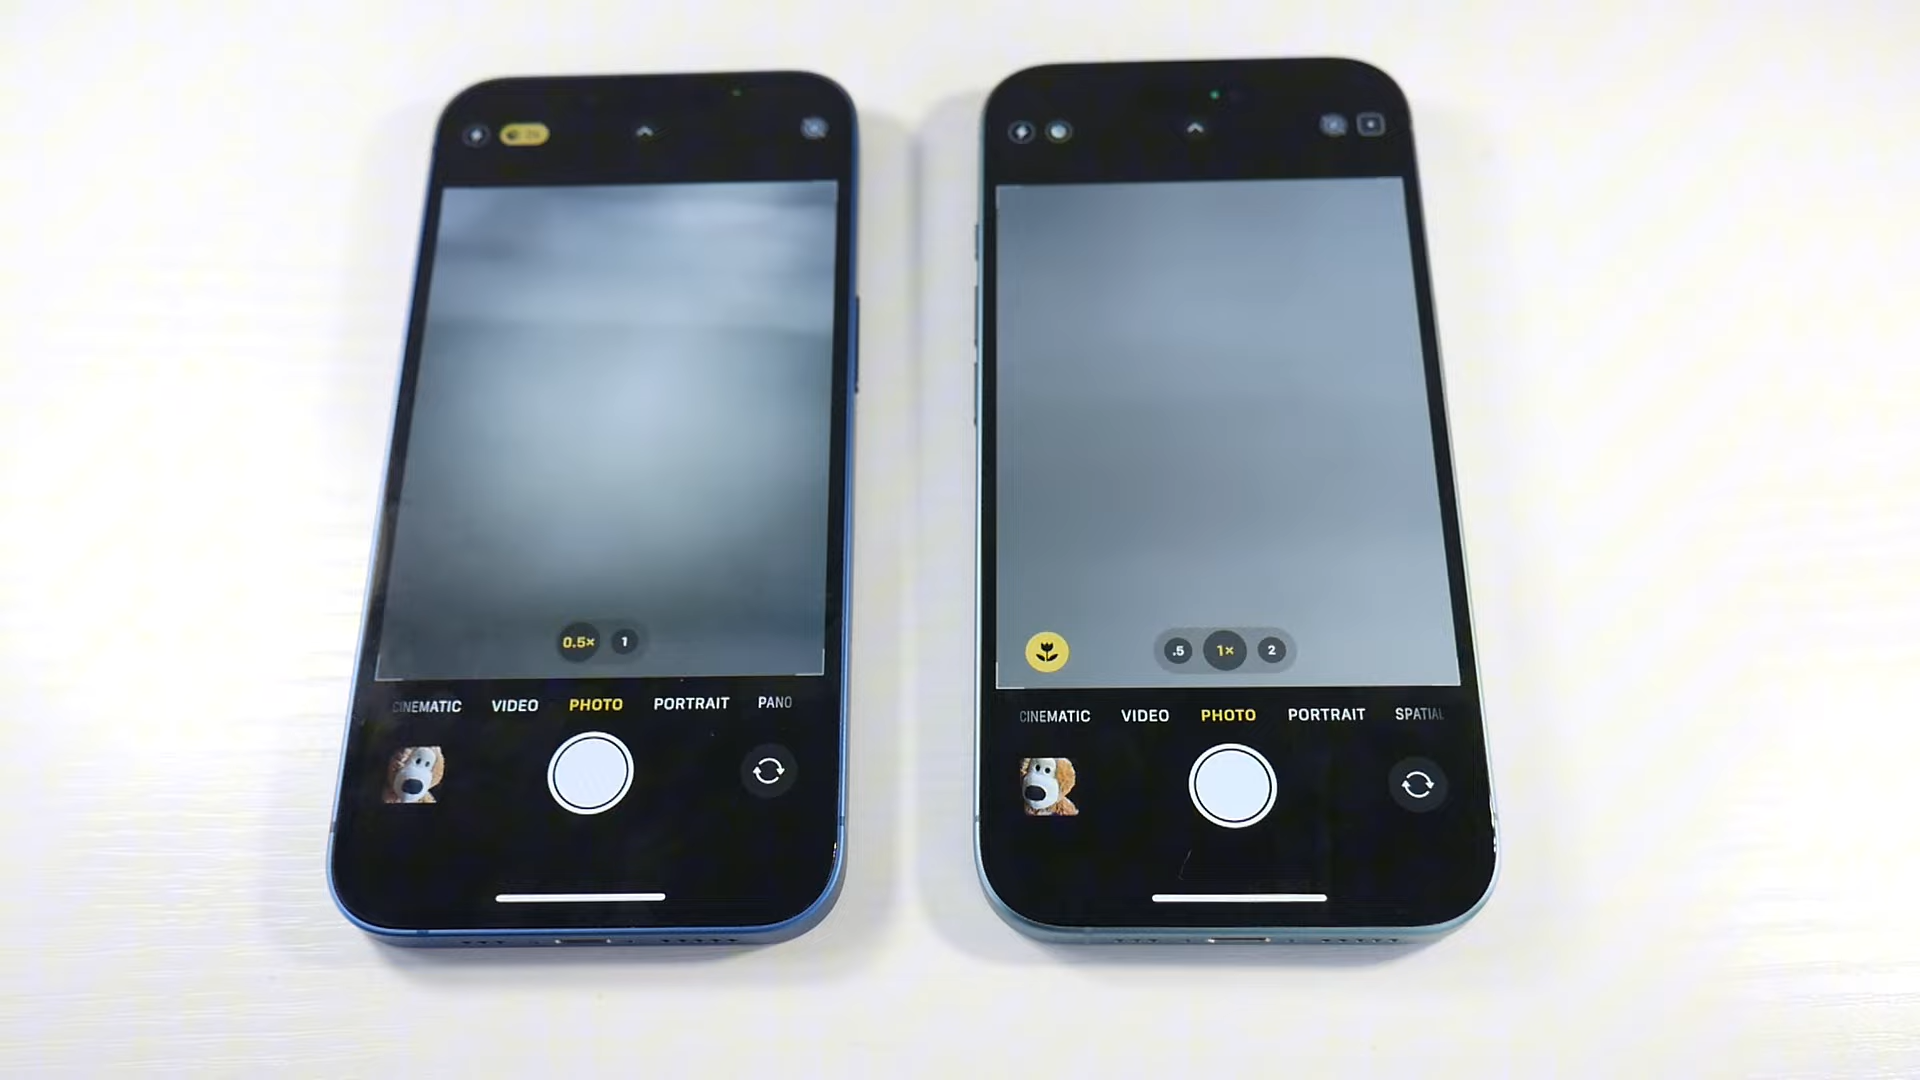 0.5× 1
CINEMATIC VIDEO PHOTO PORTRAIT PANO
.5 1× 2
CINEMATIC VIDEO PHOTO PORTRAIT SPATIAL